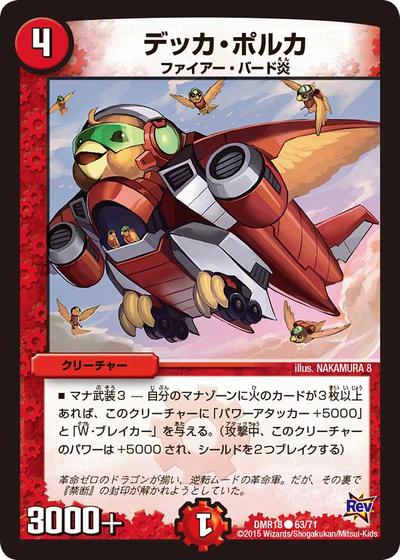 4
デッカ・ポルカ
ファイアー・バード炎
えん
クリーチャー
illus. NAKAMURA 8
■ マナ武装3 ― 自分のマナゾーンに火のカードが3枚以上
あれば、このクリーチャーに「パワーアタッカー +5000」
と「W・ブレイカー」を与える。(攻撃中、このクリーチャー
のパワーは +5000 され、シールドを2つブレイクする)
革命ゼロのドラゴンが揃い、逆転ムードの革命軍。だが、その裏で
『禁断』の封印が解かれようとしていた。
Rev
3000+
1
DMR18 ● 63/71
©2015 Wizards/Shogakukan/Mitsui-Kids